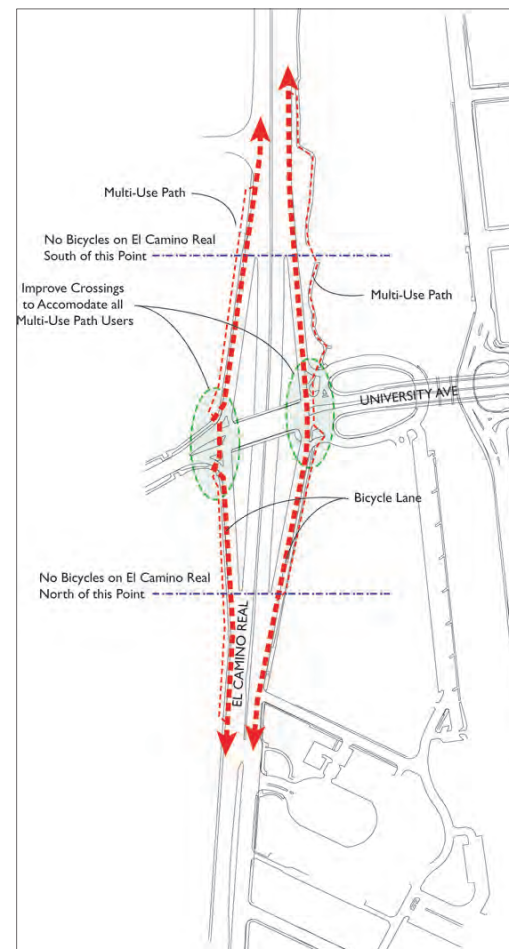 Multi-Use Path
No Bicycles on El Camino Real
South of this Point
Improve Crossings
to Accomodate all
Multi-Use Path Users
Multi-Use Path
UNIVERSITY AVE
Bicycle Lane
No Bicycles on El Camino Real
North of this Point
EL CAMINO REAL